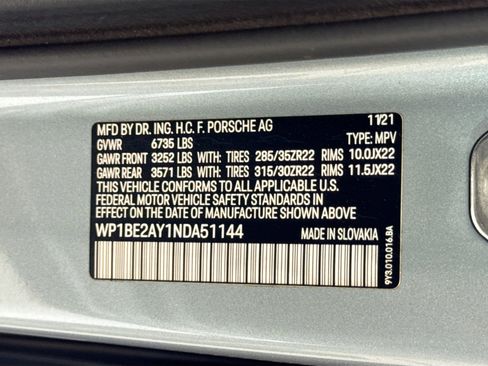 MFD BY DR. ING. H.C. F. PORSCHE AG 11/21
GVWR 6735 LBS TYPE: MPV
GAWR FRONT 3252 LBS WITH: TIRES 285/35ZR22 RIMS 10.0JX22
GAWR REAR 3571 LBS WITH: TIRES 315/30ZR22 RIMS 11.5JX22
THIS VEHICLE CONFORMS TO ALL APPLICABLE U.S.
FEDERAL MOTOR VEHICLE SAFETY STANDARDS IN
EFFECT ON THE DATE OF MANUFACTURE SHOWN ABOVE
WP1BE2AY1NDA51144 MADE IN SLOVAKIA
9Y3.010.016.BA